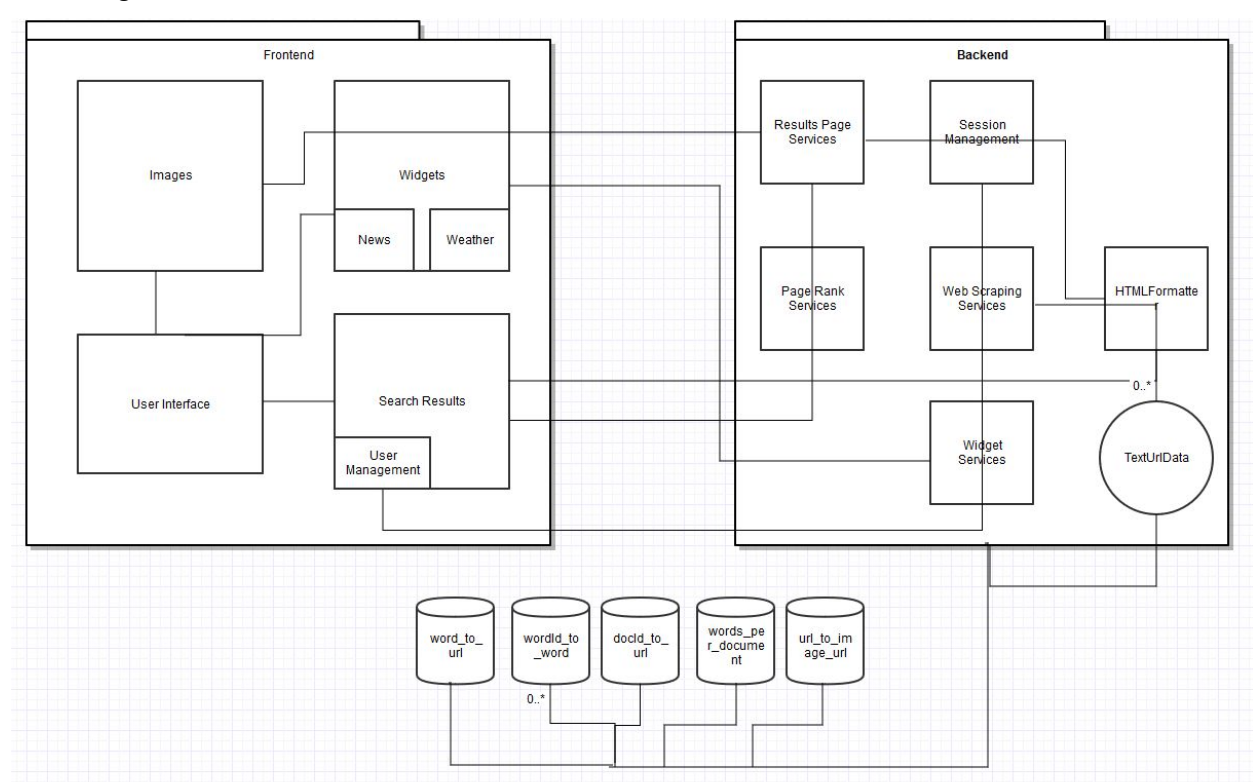 Frontend
Images
Widgets
News
Weather
User Interface
Search Results
User
Management
Backend
Results Page
Services
Session
Management
Page Rank
Services
Web Scraping
Services
HTMLFormatte
r
0..*
Widget
Services
TextUrlData
word_to_
url
wordId_to
_word
docId_to_
url
words_pe
r_docume
nt
url_to_im
age_url
0..*